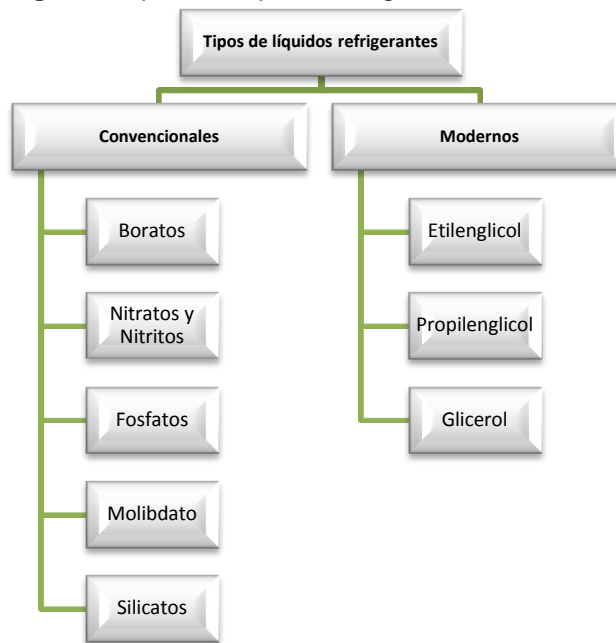 Tipos de líquidos refrigerantes
Convencionales
Boratos
Nitratos y
Nitritos
Fosfatos
Molibdato
Silicatos
Modernos
Etilenglicol
Propilenglicol
Glicerol